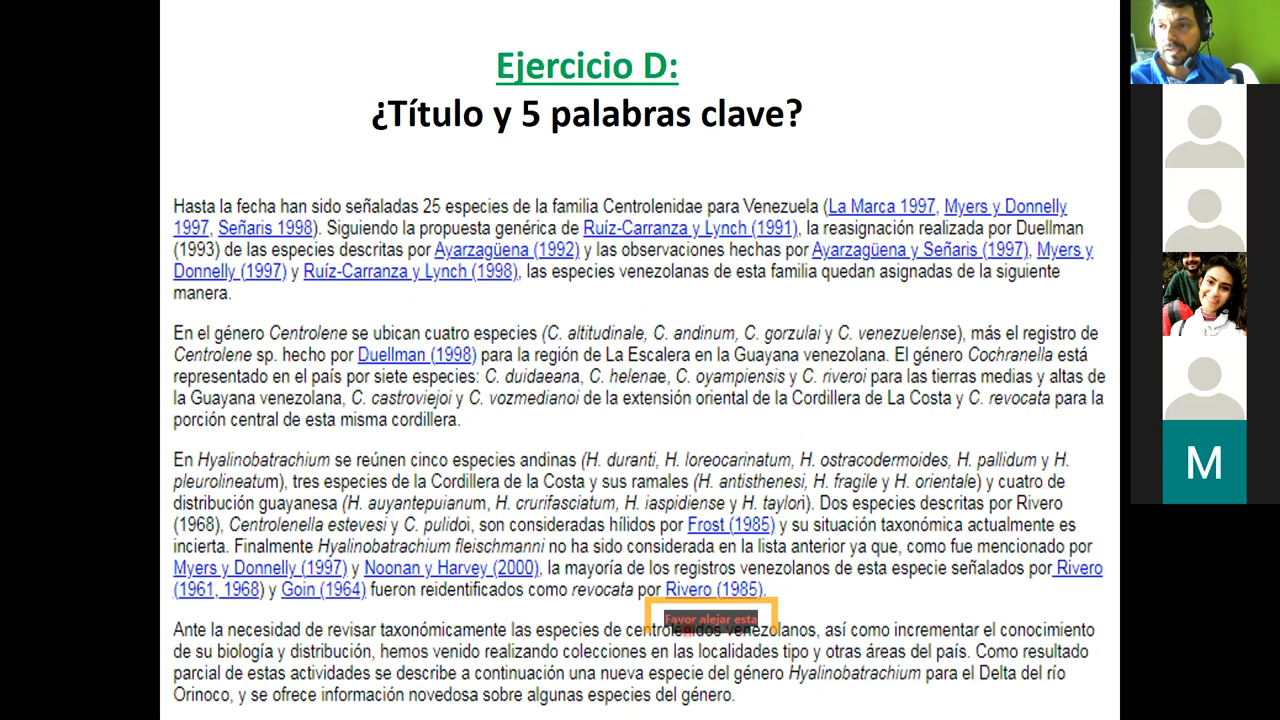 Ejercicio D:
¿Título y 5 palabras clave?
Hasta la fecha han sido señaladas 25 especies de la familia Centrolenidae para Venezuela (La Marca 1997, Myers y Donnelly
1997, Señaris 1998). Siguiendo la propuesta genérica de Ruíz-Carranza y Lynch (1991), la reasignación realizada por Duellman
(1993) de las especies descritas por Ayarzagüena (1992) y las observaciones hechas por Ayarzagüena y Señaris (1997), Myers y
Donnelly (1997) y Ruíz-Carranza y Lynch (1998), las especies venezolanas de esta familia quedan asignadas de la siguiente
manera.
En el género Centrolene se ubican cuatro especies (C. altitudinale, C. andinum, C. gorzulai y C. venezuelense), más el registro de
Centrolene sp. hecho por Duellman (1998) para la región de La Escalera en la Guayana venezolana. El género Cochranella está
representado en el país por siete especies: C. duidaeana, C. helenae, C. oyampiensis y C. riveroi para las tierras medias y altas de
la Guayana venezolana, C. castroviejoi y C. vozmedianoi de la extensión oriental de la Cordillera de La Costa y C. revocata para la
porción central de esta misma cordillera.
En Hyalinobatrachium se reúnen cinco especies andinas (H. duranti, H. loreocarinatum, H. ostracodermoides, H. pallidum y H.
pleurolineatum), tres especies de la Cordillera de la Costa y sus ramales (H. antisthenesi, H. fragile y H. orientale) y cuatro de
distribución guayanesa (H. auyantepuianum, H. crurifasciatum, H. iaspidiense y H. taylori). Dos especies descritas por Rivero
(1968), Centrolenella estevesi y C. pulidoi, son consideradas hílidos por Frost (1985) y su situación taxonómica actualmente es
incierta. Finalmente Hyalinobatrachium fleischmanni no ha sido considerada en la lista anterior ya que, como fue mencionado por
Myers y Donnelly (1997) y Noonan y Harvey (2000), la mayoría de los registros venezolanos de esta especie señalados por Rivero
(1961, 1968) y Goin (1964) fueron reidentificados como revocata por Rivero (1985).
Favor alejar esta
Ante la necesidad de revisar taxonómicamente las especies de centrolénidos venezolanos, así como incrementar el conocimiento
de su biología y distribución, hemos venido realizando colecciones en las localidades tipo y otras áreas del país. Como resultado
parcial de estas actividades se describe a continuación una nueva especie del género Hyalinobatrachium para el Delta del río
Orinoco, y se ofrece información novedosa sobre algunas especies del género.
M